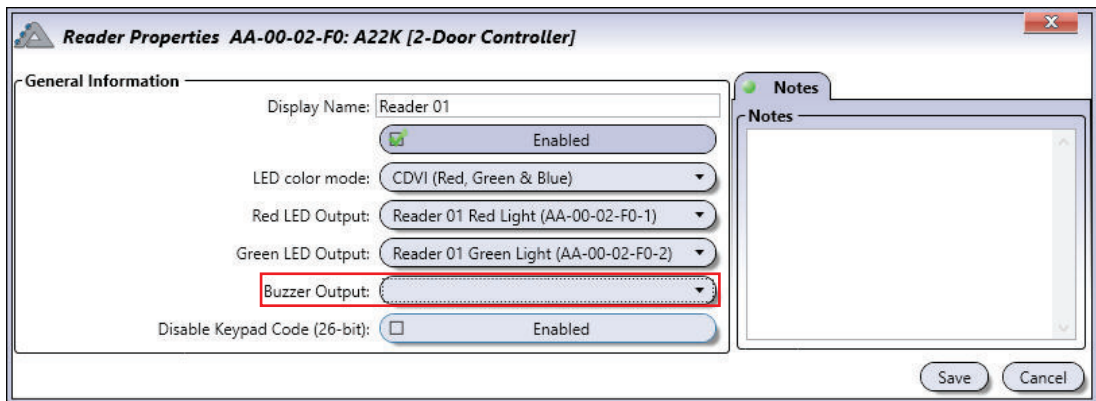 Reader Properties AA-00-02-F0: A22K [2-Door Controller]
X
General Information
Display Name: Reader 01
Enabled
LED color mode: CDVI (Red, Green & Blue)
Red LED Output: Reader 01 Red Light (AA-00-02-F0-1)
Green LED Output: Reader 01 Green Light (AA-00-02-F0-2)
Buzzer Output:
Disable Keypad Code (26-bit): Enabled
Notes
Notes
Save Cancel